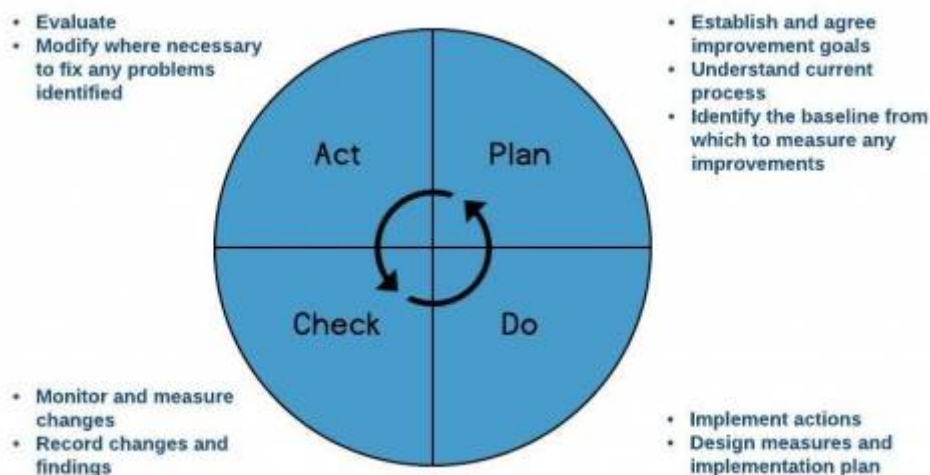 • Evaluate
• Modify where necessary
to fix any problems
identified
• Establish and agree
improvement goals
• Understand current
process
• Identify the baseline from
which to measure any
improvements
Act
Plan
Check
Do
• Monitor and measure
changes
• Record changes and
findings
• Implement actions
• Design measures and
implementation plan